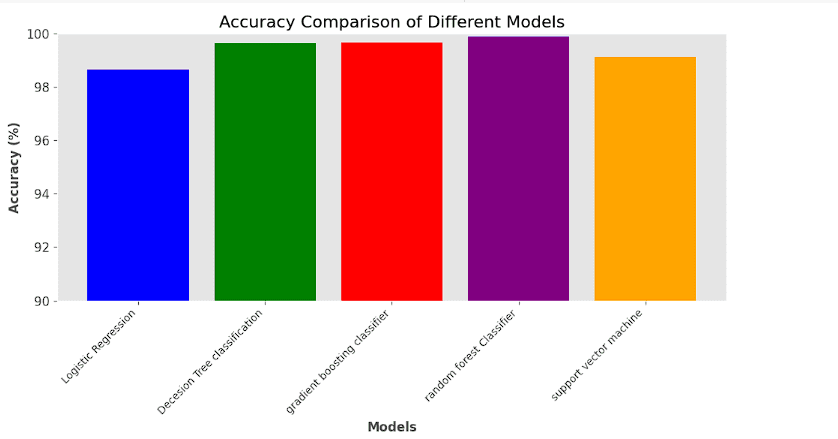 Accuracy Comparison of Different Models
100
98
96
94
92
90
Accuracy (%)
Logistic Regression
Decesion Tree classification
gradient boosting classifier
random forest Classifier
support vector machine
Models